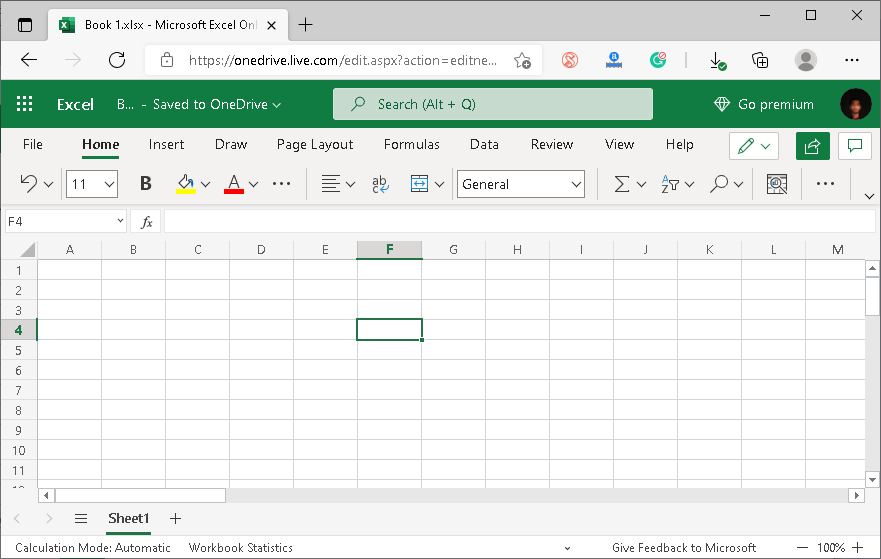 Book 1.xlsx - Microsoft Excel Onl
https://onedrive.live.com/edit.aspx?action=editne...
Excel B... - Saved to OneDrive Search (Alt + Q) Go premium
File Home Insert Draw Page Layout Formulas Data Review View Help
11 B A ab General
F4 fx
A B C D E F G H I J K L M
1
2
3
4
5
6
7
8
9
10
11
Sheet1
Calculation Mode: Automatic Workbook Statistics Give Feedback to Microsoft 100%